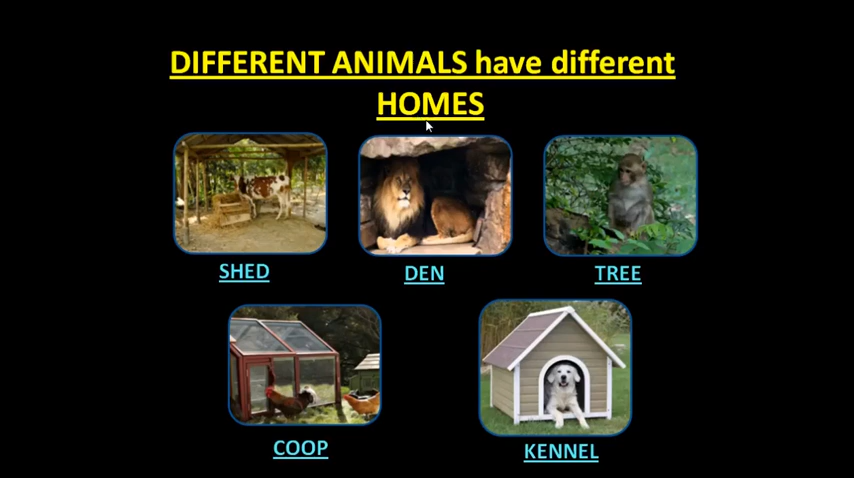 DIFFERENT ANIMALS have different
HOMES
SHED
DEN
TREE
COOP
KENNEL